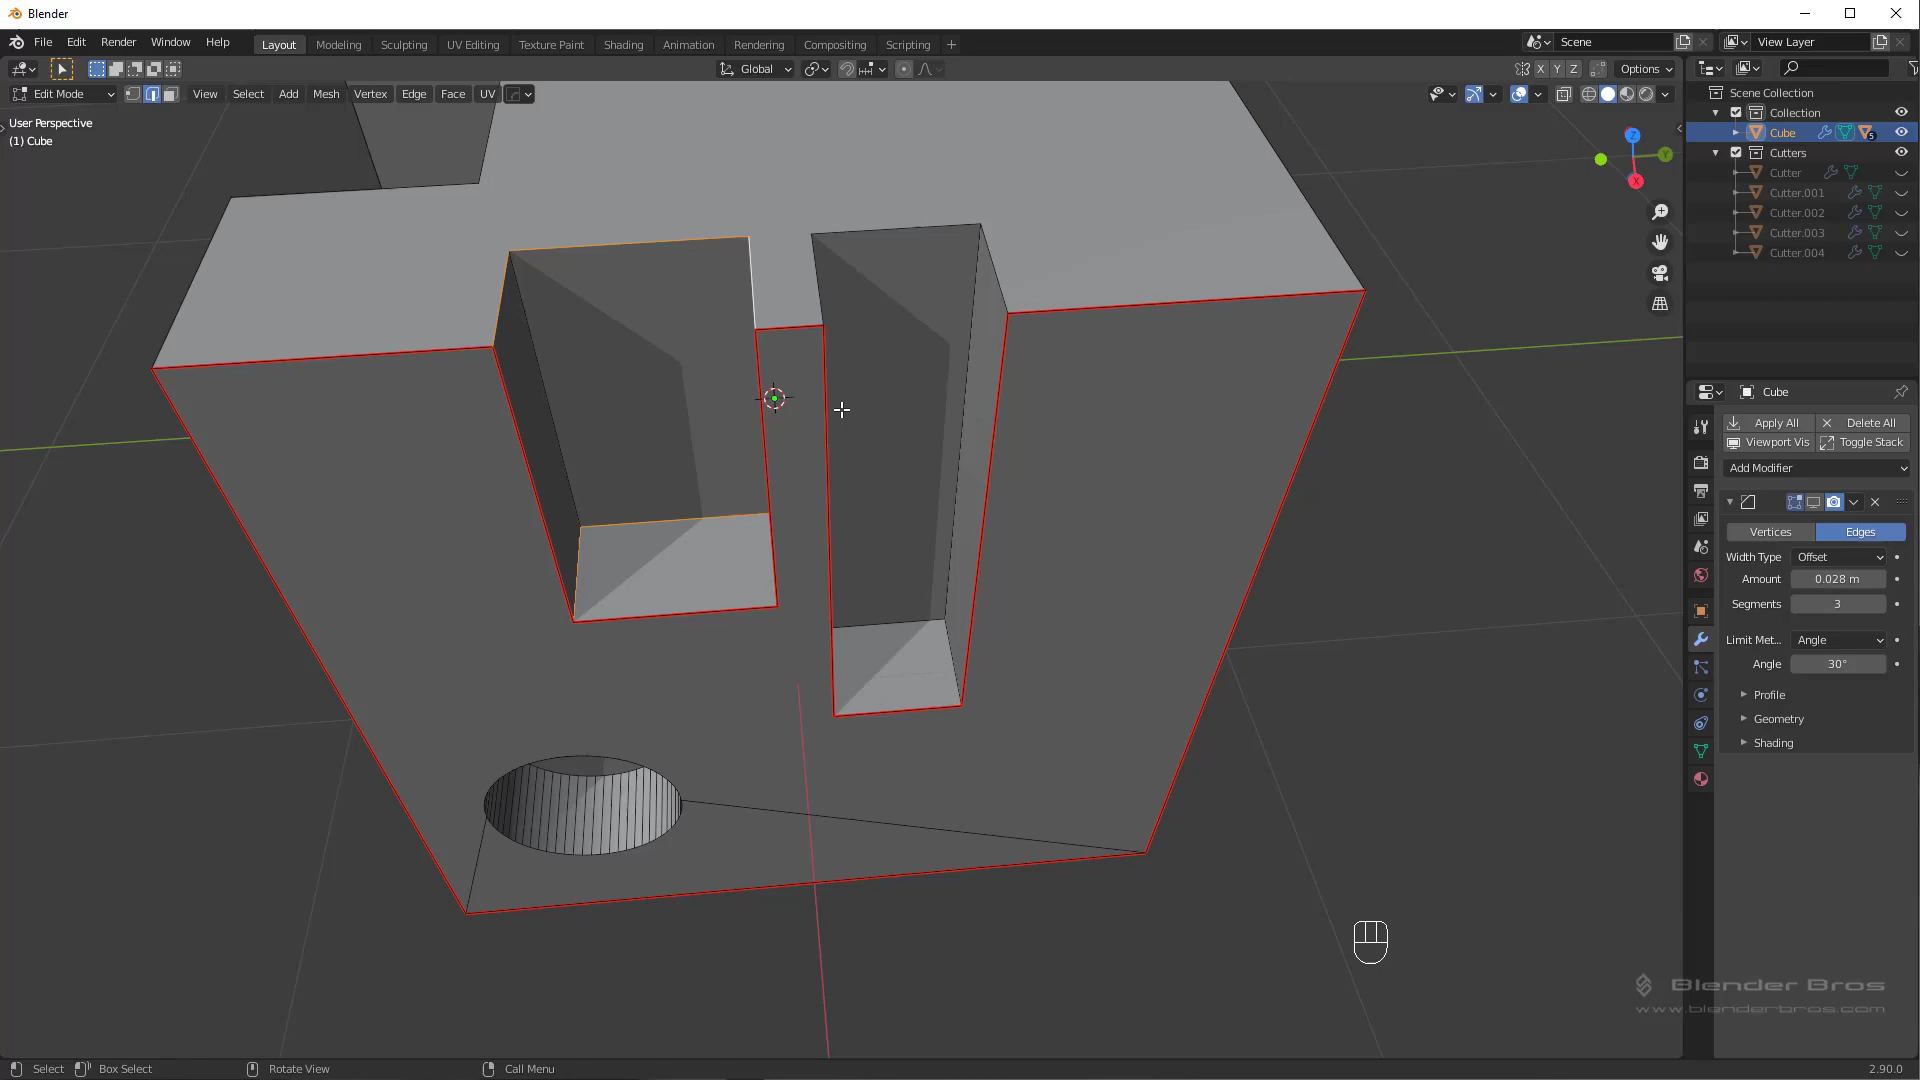 Blender
File Edit Render Window Help
Layout Modeling Sculpting UV Editing Texture Paint Shading Animation Rendering Compositing Scripting +
Scene
View Layer
Global
X Y Z
Options
Edit Mode
View Select Add Mesh Vertex Edge Face UV
User Perspective
(1) Cube
Z
Y
X
Scene Collection
Collection
Cube
5
Cutters
Cutter
Cutter.001
Cutter.002
Cutter.003
Cutter.004
Cube
Apply All
Delete All
Viewport Vis
Toggle Stack
Add Modifier
Vertices
Edges
Width Type Offset
Amount 0.028 m
Segments 3
Limit Met... Angle
Angle 30°
Profile
Geometry
Shading
Blender Bros
www.blenderbros.com
Select
Box Select
Rotate View
Call Menu
2.90.0